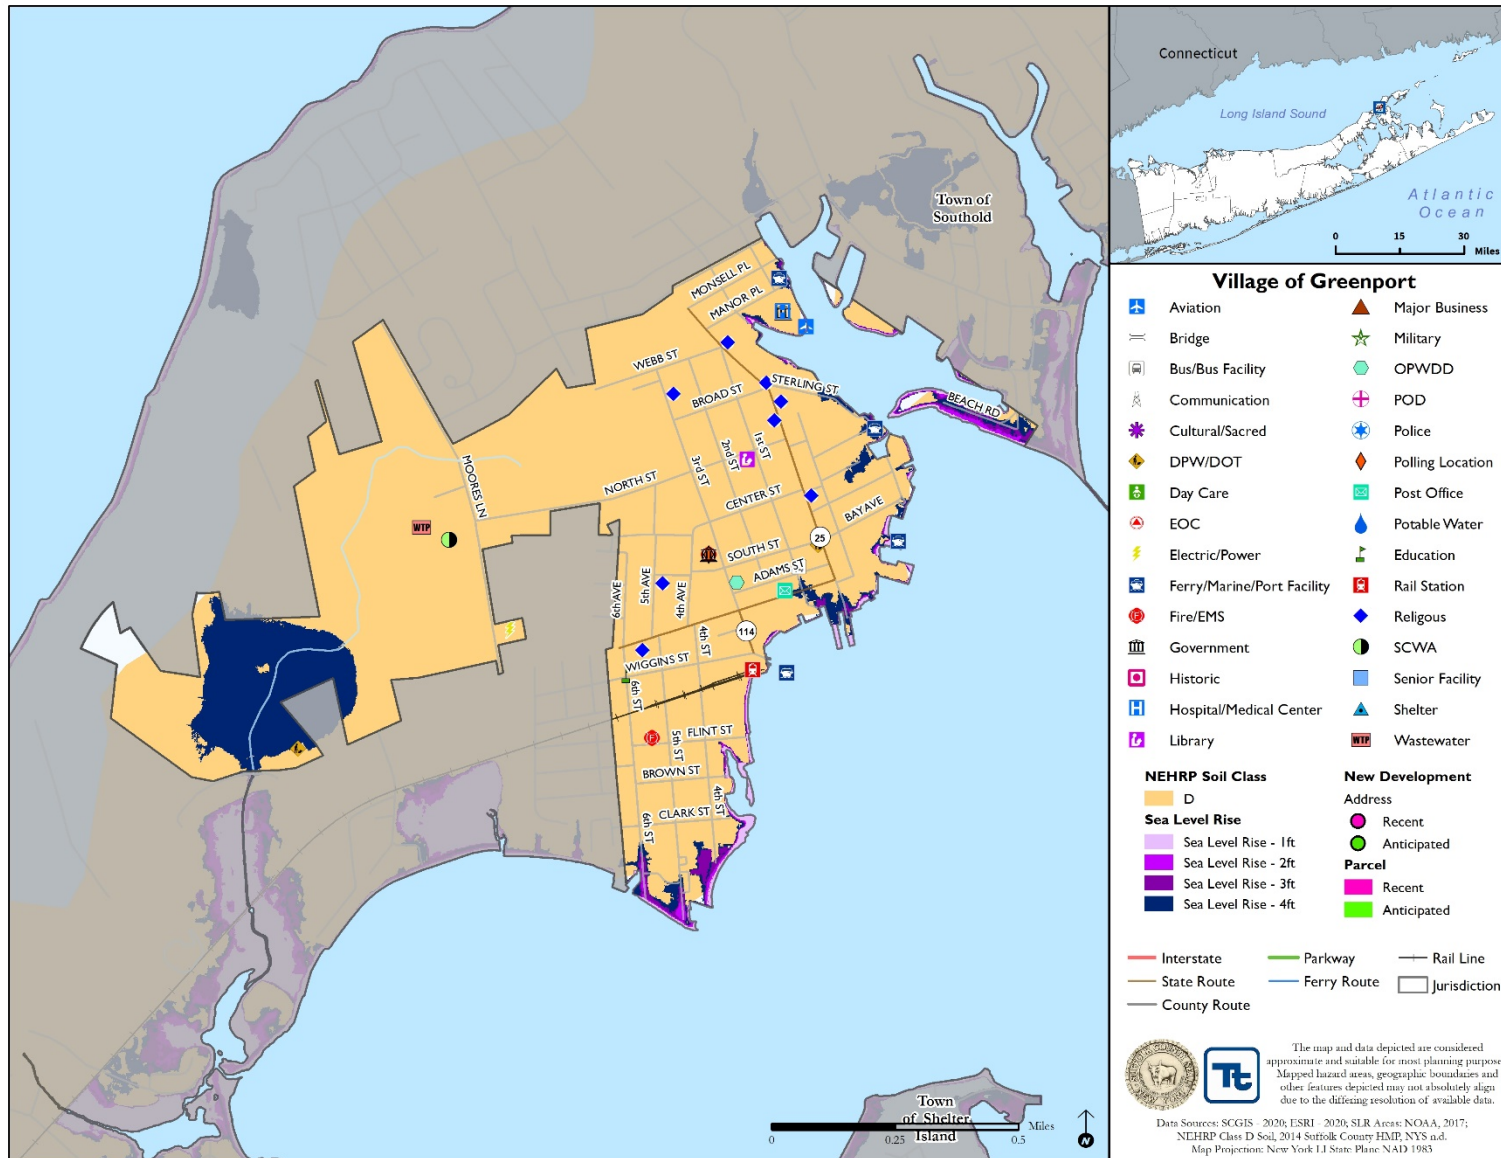 Town of
Southold
MONSELL PL
MANOR PL
WEBB ST
BROAD ST
STERLING ST
BEACH RD
1st ST
2nd ST
3rd ST
MOORES LN
NORTH ST
CENTER ST
BAY AVE
WTP
25
SOUTH ST
ADAMS ST
6th AVE
5th AVE
4th AVE
114
4th ST
WIGGINS ST
6th ST
F
FLINT ST
5th ST
BROWN ST
4th ST
CLARK ST
6th ST
Town
of Shelter
Island
0
0.25
0.5
Miles
N
Connecticut
Long Island Sound
Atlantic
Ocean
0
15
30
Miles
Village of Greenport
Aviation
Major Business
Bridge
Military
Bus/Bus Facility
OPWDD
Communication
POD
Cultural/Sacred
Police
DPW/DOT
Polling Location
Day Care
Post Office
EOC
Potable Water
Electric/Power
Education
Ferry/Marine/Port Facility
Rail Station
F
Fire/EMS
Religous
Government
SCWA
Historic
Senior Facility
H
Hospital/Medical Center
Shelter
Library
WTP
Wastewater
NEHRP Soil Class
D
Sea Level Rise
Sea Level Rise - 1ft
Sea Level Rise - 2ft
Sea Level Rise - 3ft
Sea Level Rise - 4ft
New Development
Address
Recent
Anticipated
Parcel
Recent
Anticipated
Interstate
Parkway
Rail Line
State Route
Ferry Route
Jurisdiction
County Route
Tt
The map and data depicted are considered
approximate and suitable for most planning purpose
Mapped hazard areas, geographic boundaries and
other features depicted may not absolutely align
due to the differing resolution of available data.
Data Sources: SCGIS - 2020; ESRI - 2020; SLR Areas: NOAA, 2017;
NEHRP Class D Soil, 2014 Suffolk County HMP, NYS n.d.
Map Projection: New York LI State Plane NAD 1983